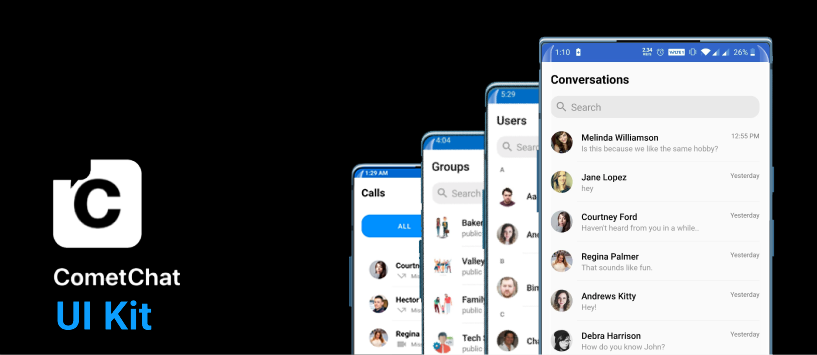 C
CometChat
UI Kit
1:29 AM
Calls
ALL
Courtn
Hector
Regina
4:04
Groups
Search
Baker
public
Valley
public
Family
public
Tech S
public
5:29
Users
Sear
A
Aa
And
B
Bim
C
Cha
1:10
2.34
26%
Conversations
Search
Melinda Williamson
12:55 PM
Is this because we like the same hobby?
Jane Lopez
Yesterday
hey
Courtney Ford
Yesterday
Haven't heard from you in a while..
Regina Palmer
Yesterday
That sounds like fun.
Andrews Kitty
Yesterday
Hey!
Debra Harrison
Yesterday
How do you know John?